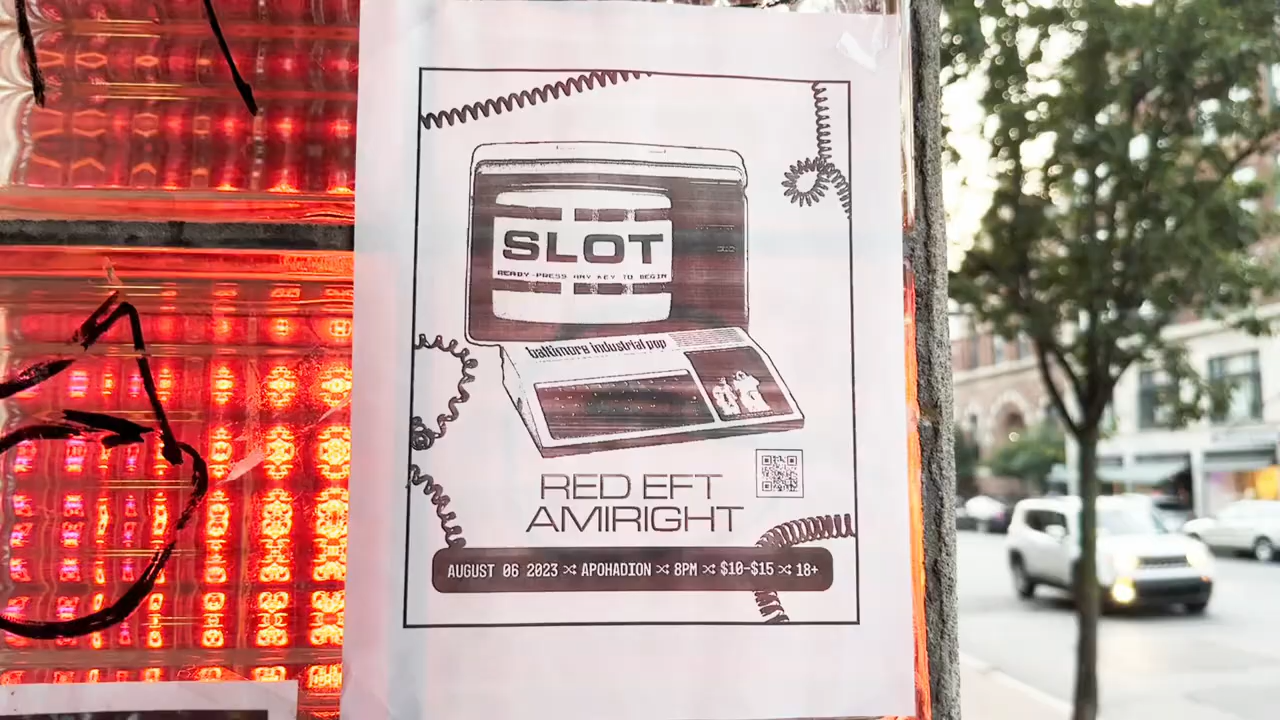 SLOT
READY-PRESS ANY KEY TO BEGIN
baltimore industrial pop
RED EFT
AMIRIGHT
AUGUST 06 2023 APOHADION 8PM $10-$15 18+